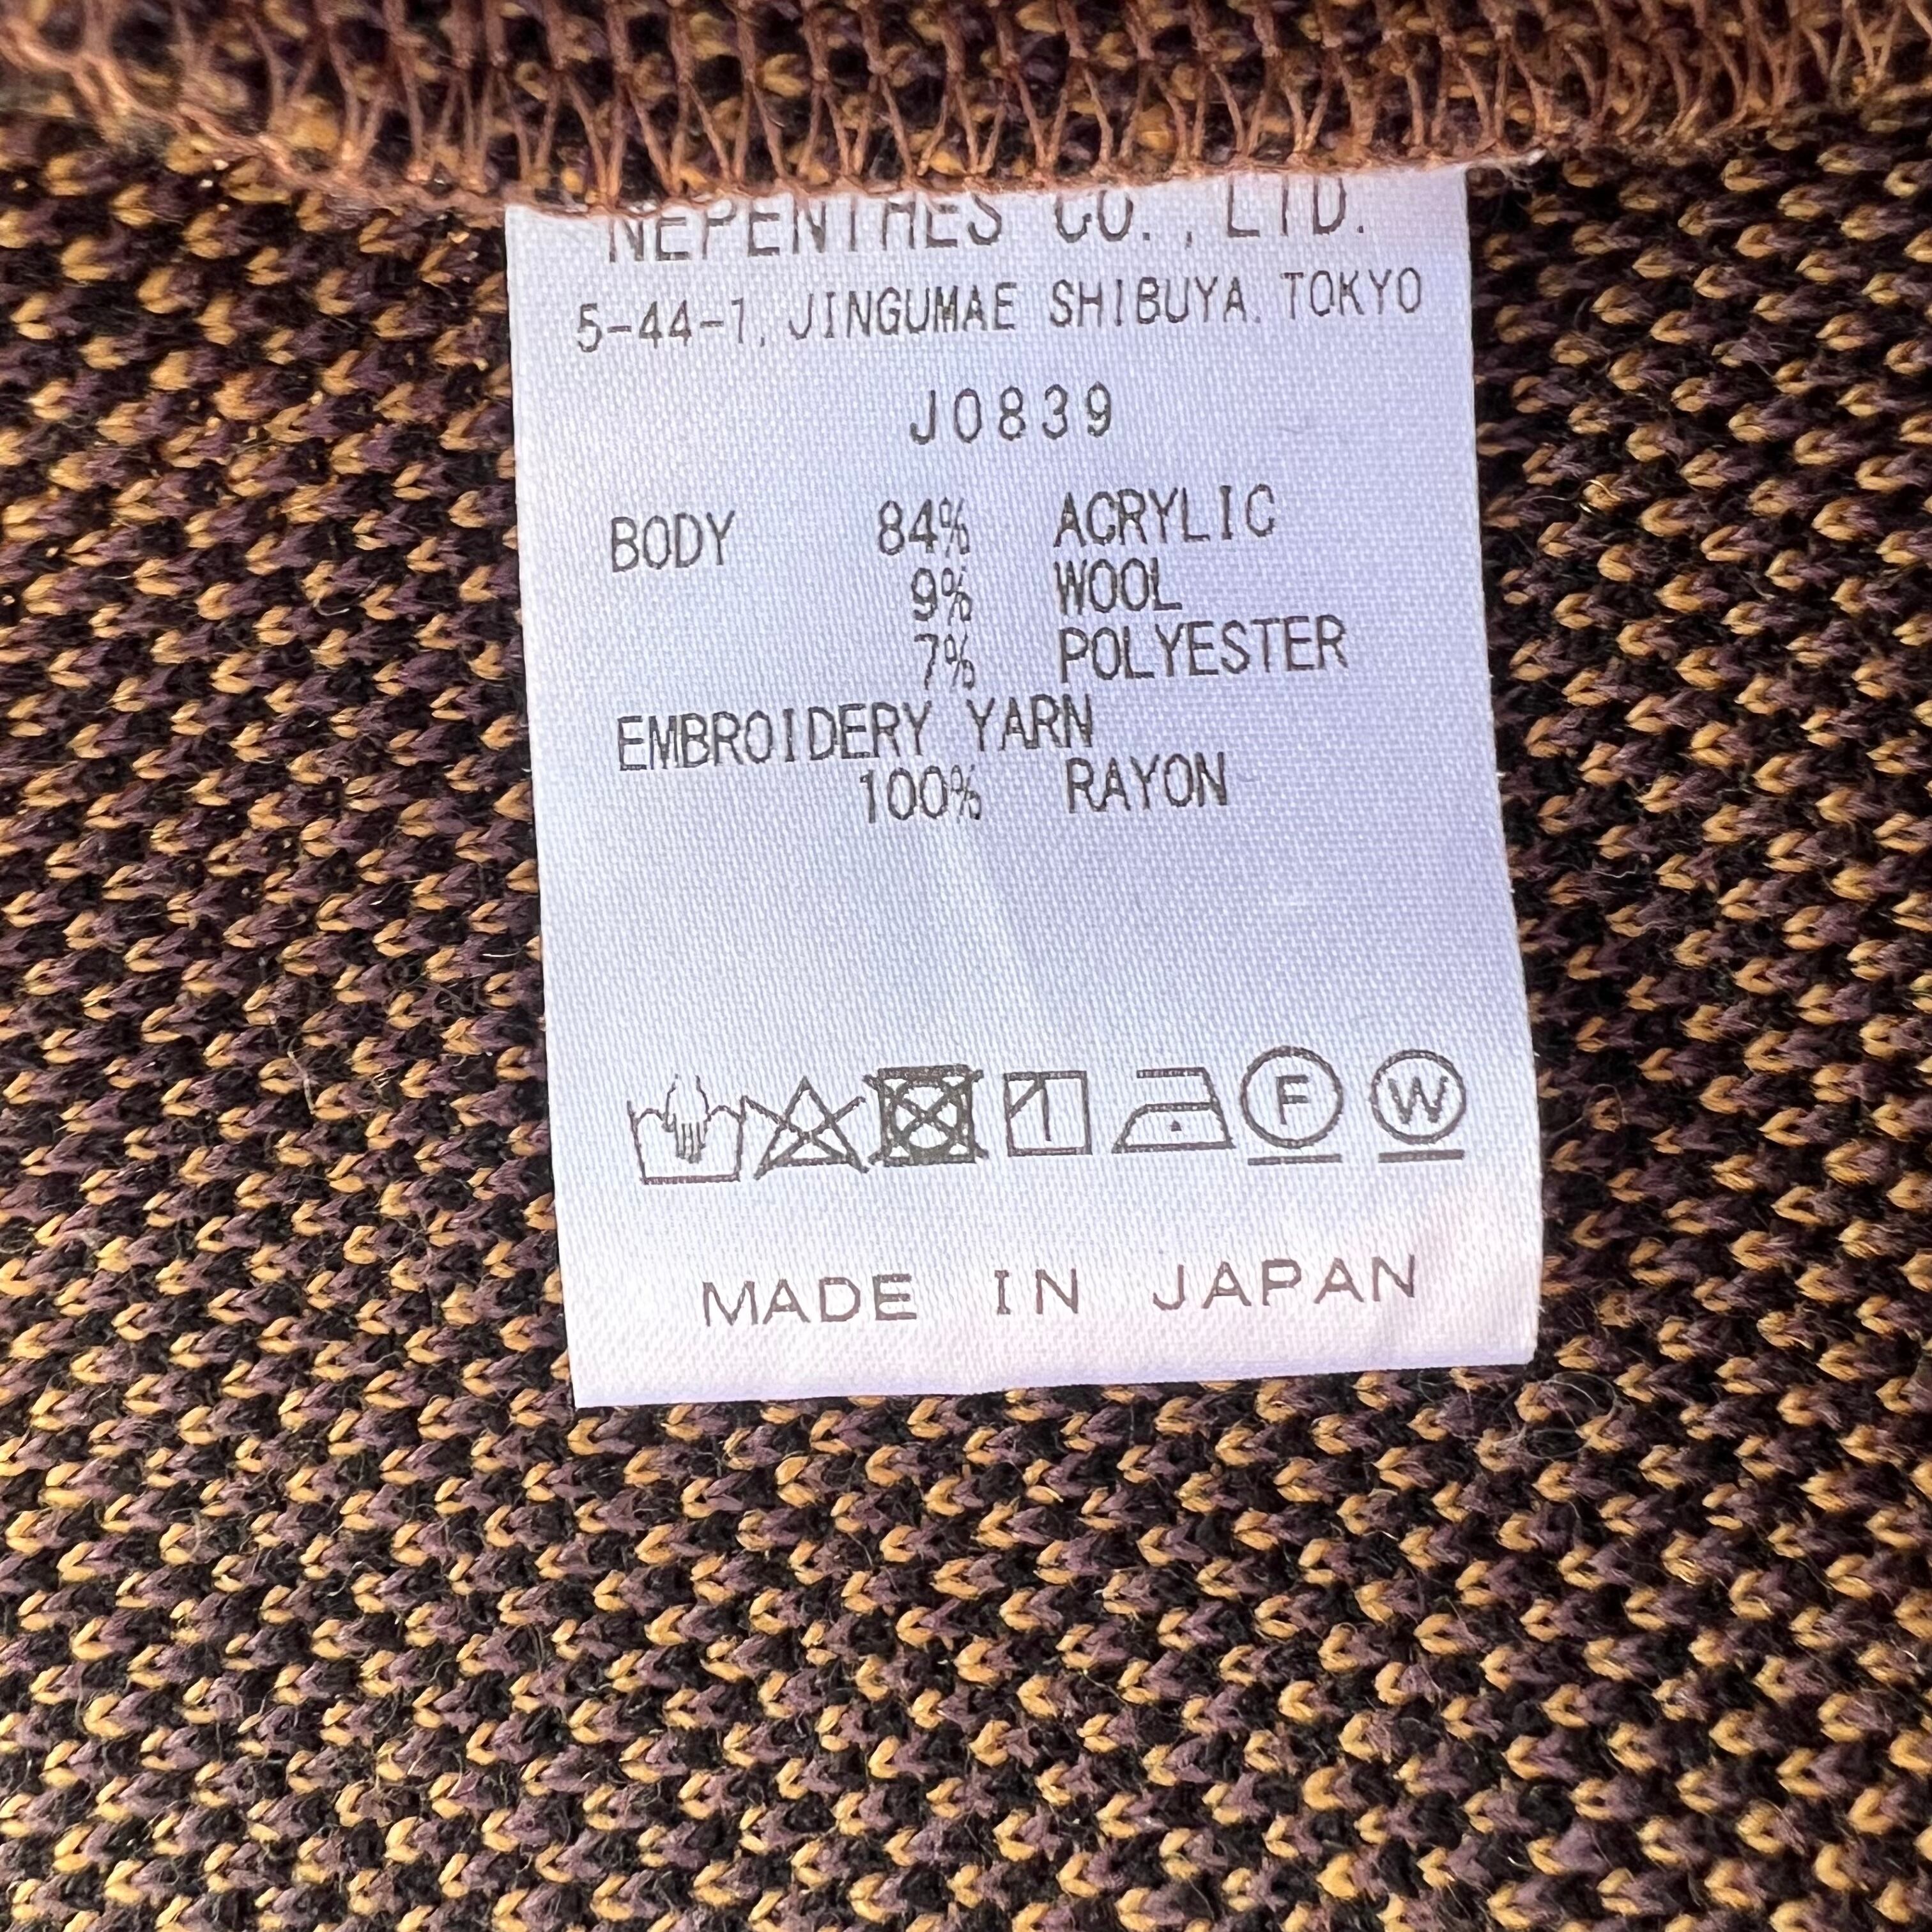 NEPENTHES CO., LTD.
5-44-1, JINGUMAE SHIBUYA, TOKYO
J0839
BODY 84% ACRYLIC
9% WOOL
7% POLYESTER
EMBROIDERY YARN
100% RAYON
F W
MADE IN JAPAN